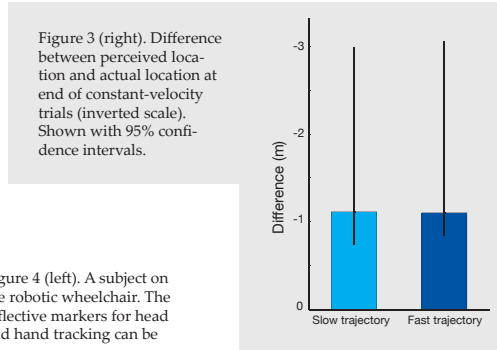 Figure 3 (right). Difference
between perceived loca-
tion and actual location at
end of constant-velocity
trials (inverted scale).
Shown with 95% confi-
dence intervals.
-3
-2
Difference (m)
-1
0
Slow trajectory Fast trajectory
gure 4 (left). A subject on
e robotic wheelchair. The
flective markers for head
d hand tracking can be